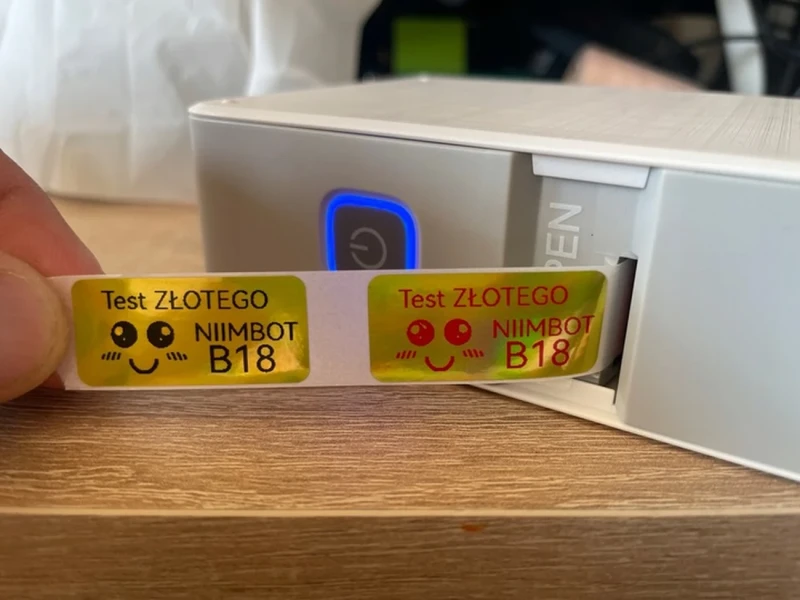 Test ZŁOTEGO
NIIMBOT
B18
Test ZŁOTEGO
NIIMBOT
B18
PEN